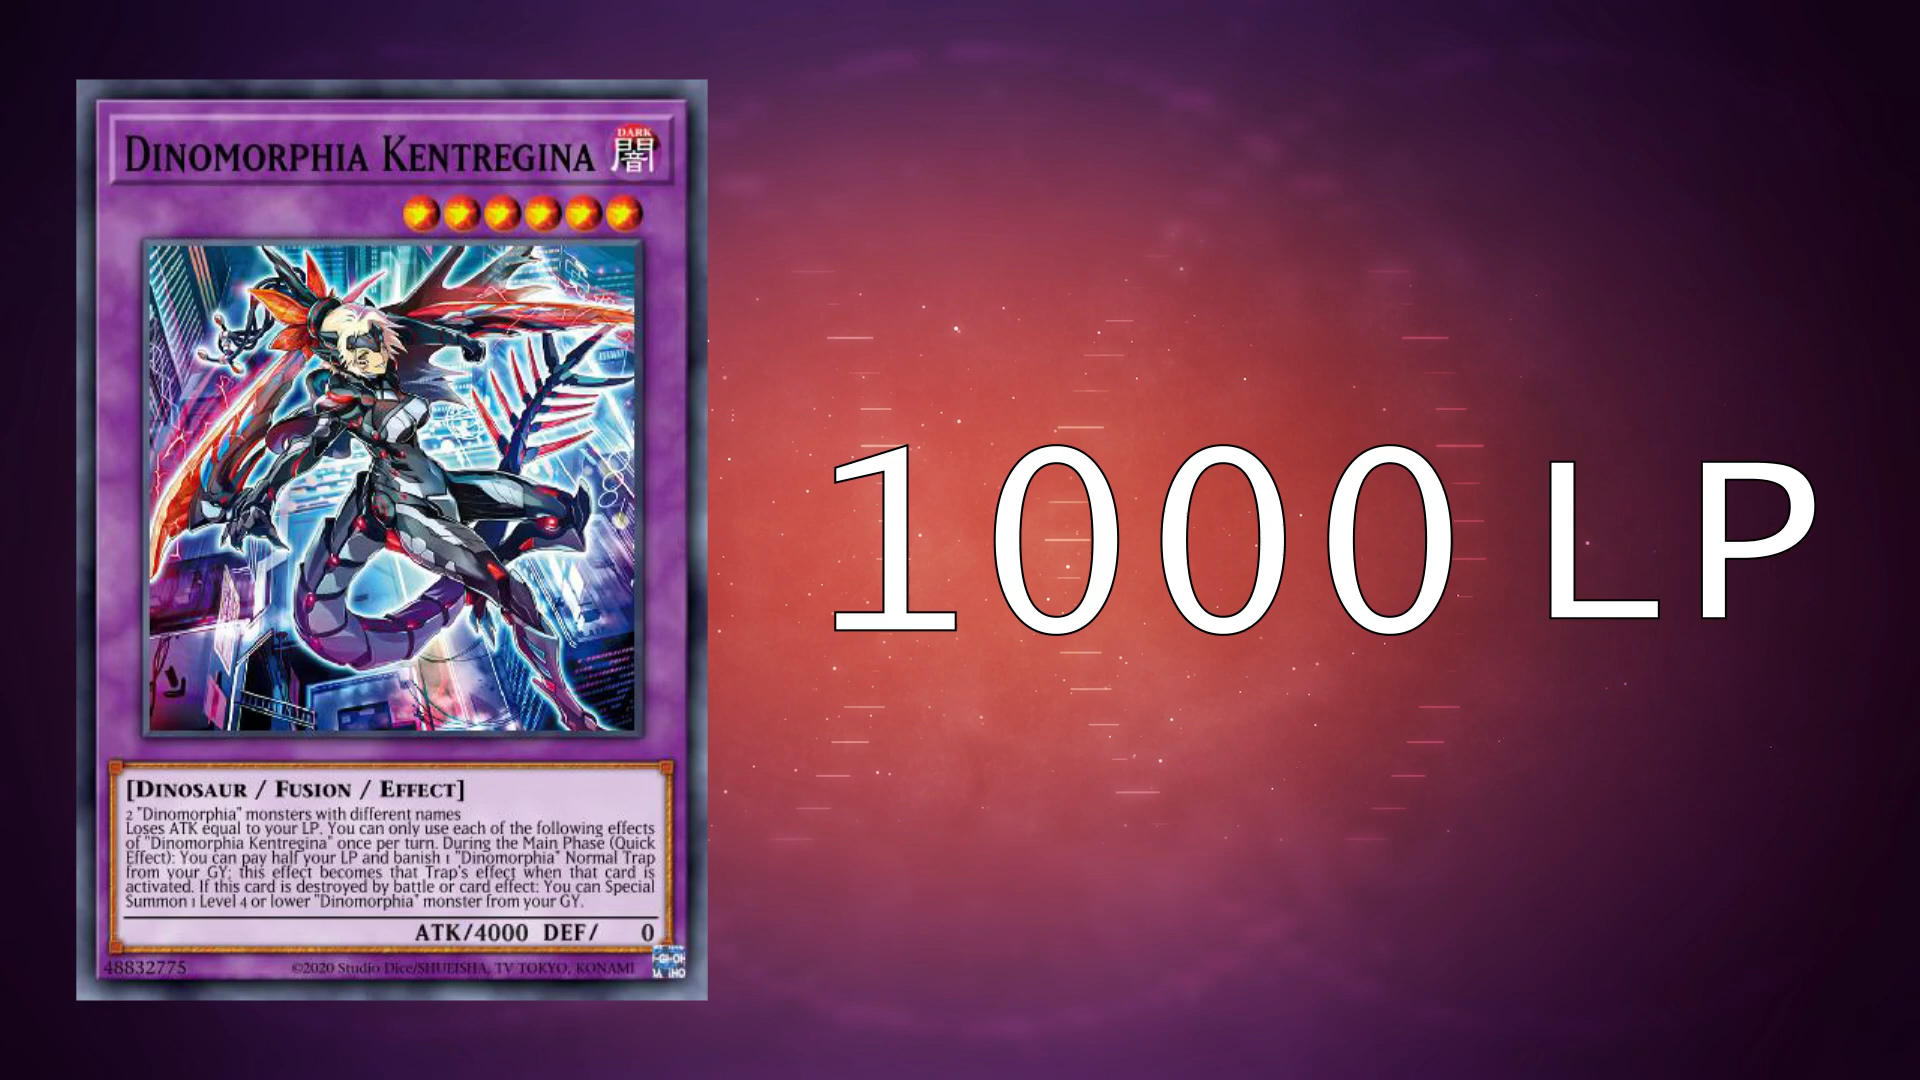 DINOMORPHIA KENTREGINA
DARK
闇
[DINOSAUR / FUSION / EFFECT]
2 "Dinomorphia" monsters with different names
Loses ATK equal to your LP. You can only use each of the following effects
of "Dinomorphia Kentregina" once per turn. During the Main Phase (Quick
Effect): You can pay half your LP and banish 1 "Dinomorphia" Normal Trap
from your GY; this effect becomes that Trap's effect when that card is
activated. If this card is destroyed by battle or card effect: You can Special
Summon 1 Level 4 or lower "Dinomorphia" monster from your GY.
ATK/4000 DEF/ 0
48832775
©2020 Studio Dice/SHUEISHA, TV TOKYO, KONAMI
1000 LP